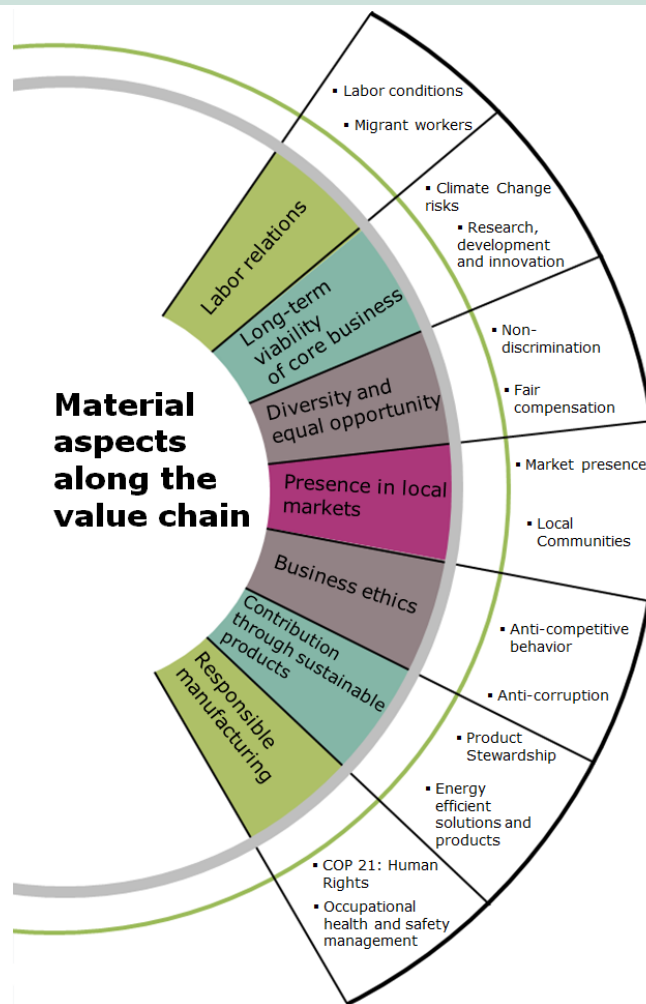 Material
aspects
along the
value chain
Labor relations
▪ Labor conditions
▪ Migrant workers
Long-term
viability
of core business
▪ Climate Change
risks
▪ Research,
development
and innovation
Diversity and
equal opportunity
▪ Non-
discrimination
▪ Fair
compensation
Presence in local
markets
▪ Market presence
▪ Local
Communities
Business ethics
▪ Anti-competitive
behavior
▪ Anti-corruption
Contribution
through sustainable
products
▪ Product
Stewardship
▪ Energy
efficient
solutions and
products
Responsible
manufacturing
▪ COP 21: Human
Rights
▪ Occupational
health and safety
management